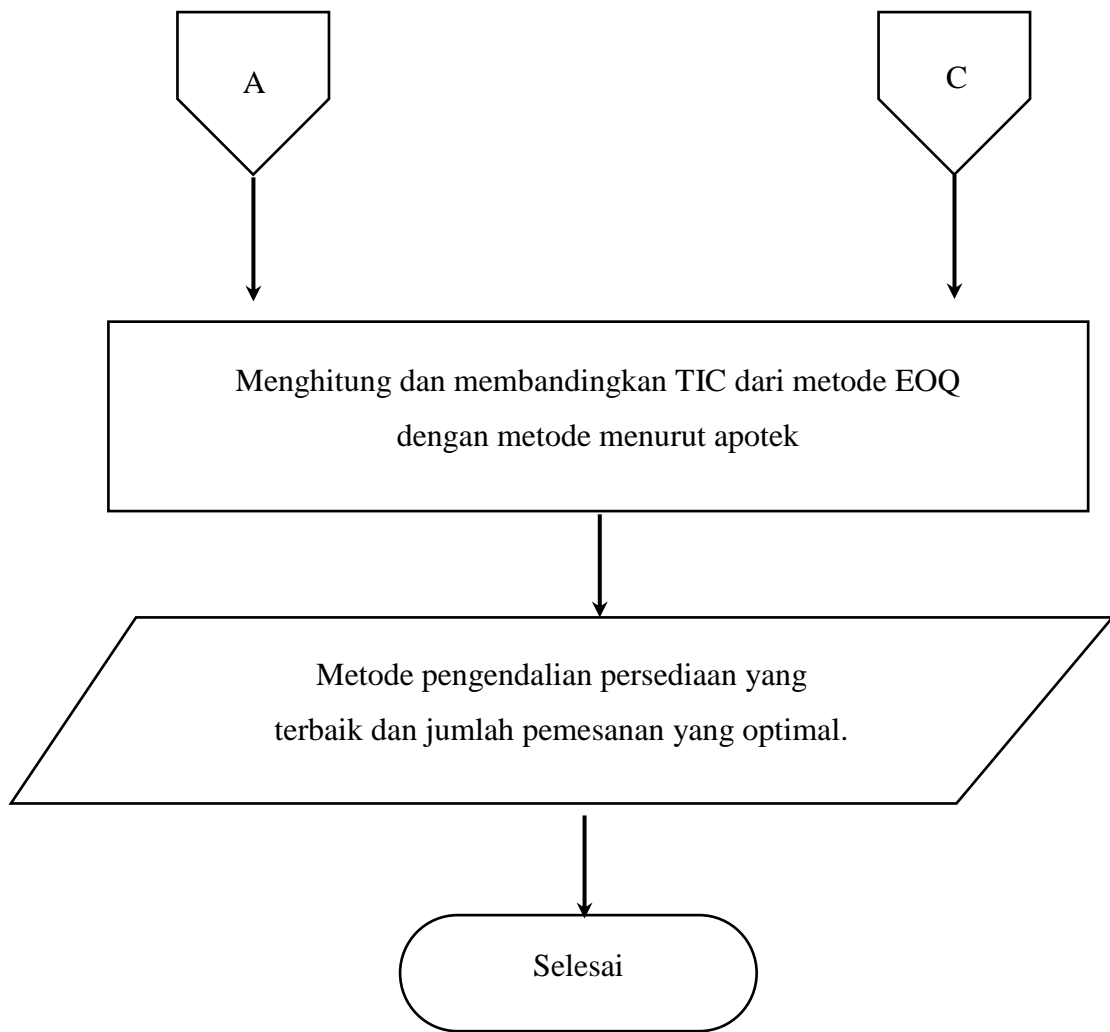 A
C
Menghitung dan membandingkan TIC dari metode EOQ
dengan metode menurut apotek
Metode pengendalian persediaan yang
terbaik dan jumlah pemesanan yang optimal.
Selesai